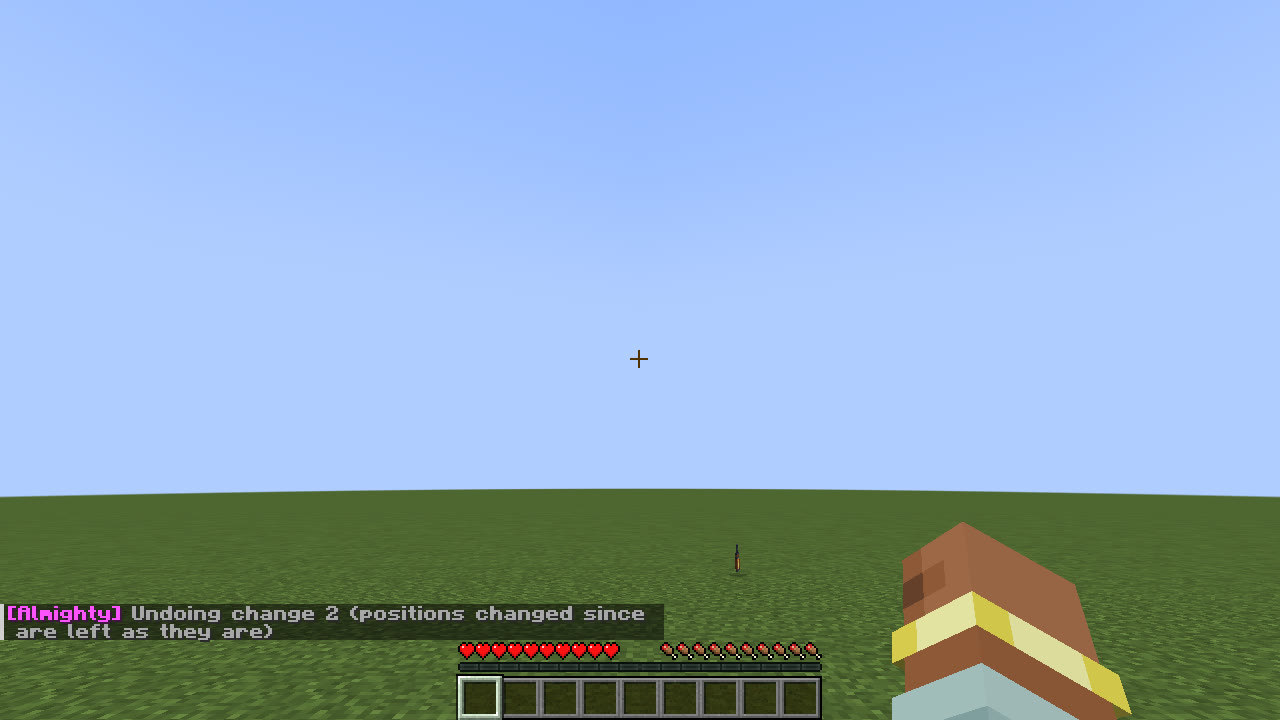 [Almighty] Undoing change 2 (positions changed since
are left as they are)